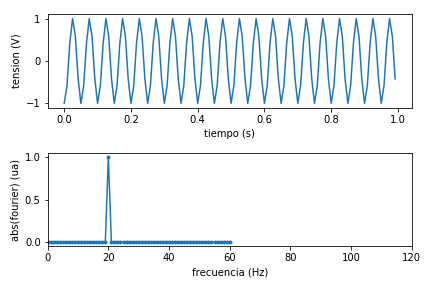 1
0
−1
tension (V)
0.0 0.2 0.4 0.6 0.8 1.0
tiempo (s)
1.0
0.5
0.0
abs(fourier) (ua)
0 20 40 60 80 100 120
frecuencia (Hz)